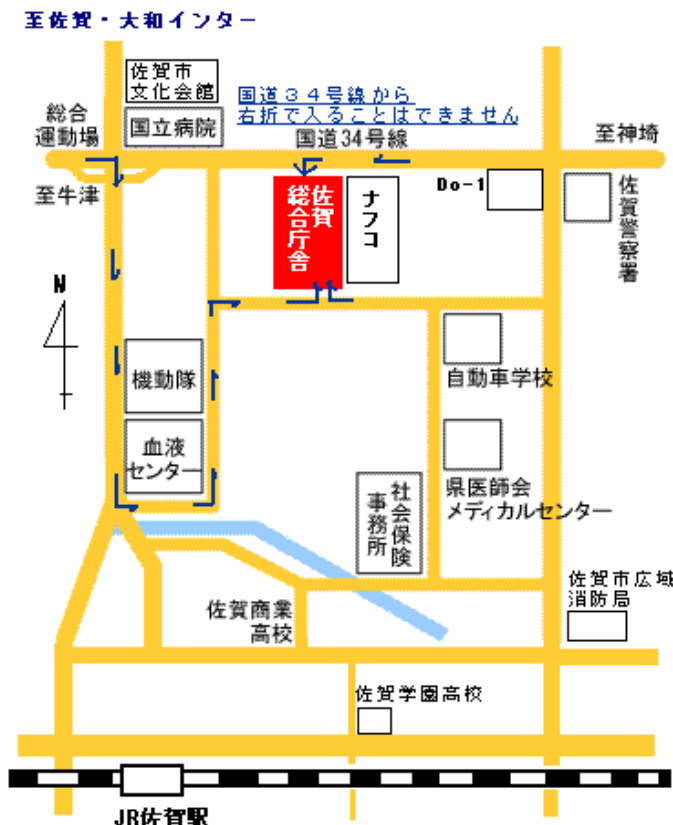 至佐賀・大和インター
佐賀市
文化会館
国道３４号線から
右折で入ることはできません
総合
運動場
国立病院
国道34号線
至神埼
至牛津
佐賀
総合庁舎
ナフコ
Do-1
佐賀警察署
N
機動隊
自動車学校
血液
センター
県医師会
メディカルセンター
社会保険
事務所
佐賀市広域
消防局
佐賀商業
高校
佐賀学園高校
JR佐賀駅